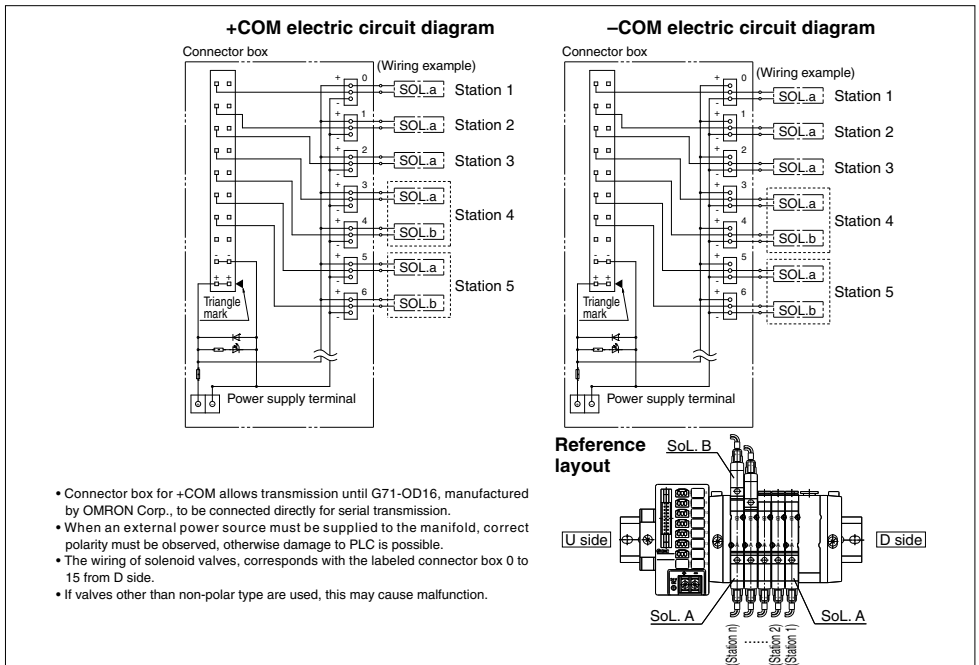 +COM electric circuit diagram
Connector box
(Wiring example)
+ 0 -
SOL.a Station 1
+ 1 -
SOL.a Station 2
+ 2 -
SOL.a Station 3
+ 3 -
SOL.a
Station 4
+ 4 -
SOL.b
+ 5 -
SOL.a
Station 5
+ 6 -
SOL.b
- -
+ +
Triangle
mark
Power supply terminal
–COM electric circuit diagram
Connector box
(Wiring example)
+ 0 -
SOL.a Station 1
+ 1 -
SOL.a Station 2
+ 2 -
SOL.a Station 3
+ 3 -
SOL.a
Station 4
+ 4 -
SOL.b
+ 5 -
SOL.a
Station 5
+ 6 -
SOL.b
- -
+ +
Triangle
mark
Power supply terminal
• Connector box for +COM allows transmission until G71-OD16, manufactured
by OMRON Corp., to be connected directly for serial transmission.
• When an external power source must be supplied to the manifold, correct
polarity must be observed, otherwise damage to PLC is possible.
• The wiring of solenoid valves, corresponds with the labeled connector box 0 to
15 from D side.
• If valves other than non-polar type are used, this may cause malfunction.
Reference
layout
SoL. B
U side
D side
SoL. A
SoL. A
(Station n)
......
(Station 2)
(Station 1)